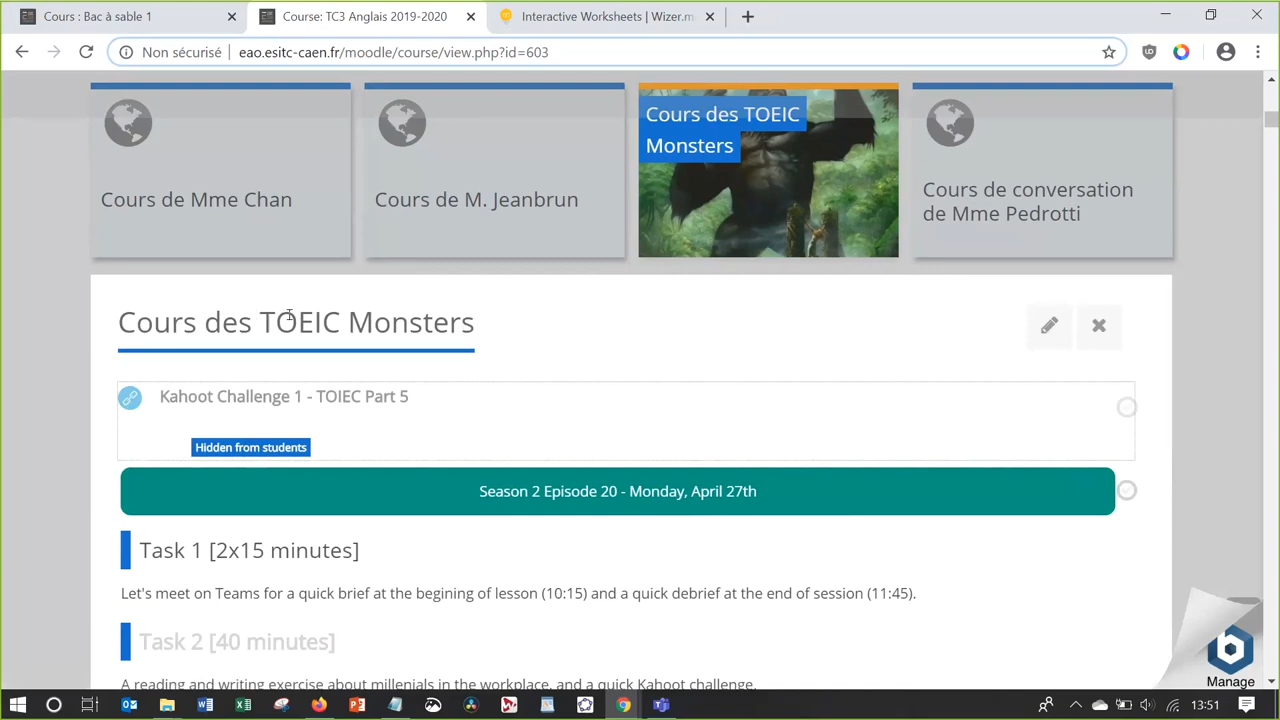 Cours : Bac à sable 1
Course: TC3 Anglais 2019-2020
Interactive Worksheets | Wizer.m
Non sécurisé
eao.esitc-caen.fr/moodle/course/view.php?id=603
Cours de Mme Chan
Cours de M. Jeanbrun
Cours des TOEIC
Monsters
Cours de conversation
de Mme Pedrotti
Cours des TOEIC Monsters
Kahoot Challenge 1 - TOIEC Part 5
Hidden from students
Season 2 Episode 20 - Monday, April 27th
Task 1 [2x15 minutes]
Let's meet on Teams for a quick brief at the begining of lesson (10:15) and a quick debrief at the end of session (11:45).
Task 2 [40 minutes]
A reading and writing exercise about millenials in the workplace, and a quick Kahoot challenge.
Manage
13:51